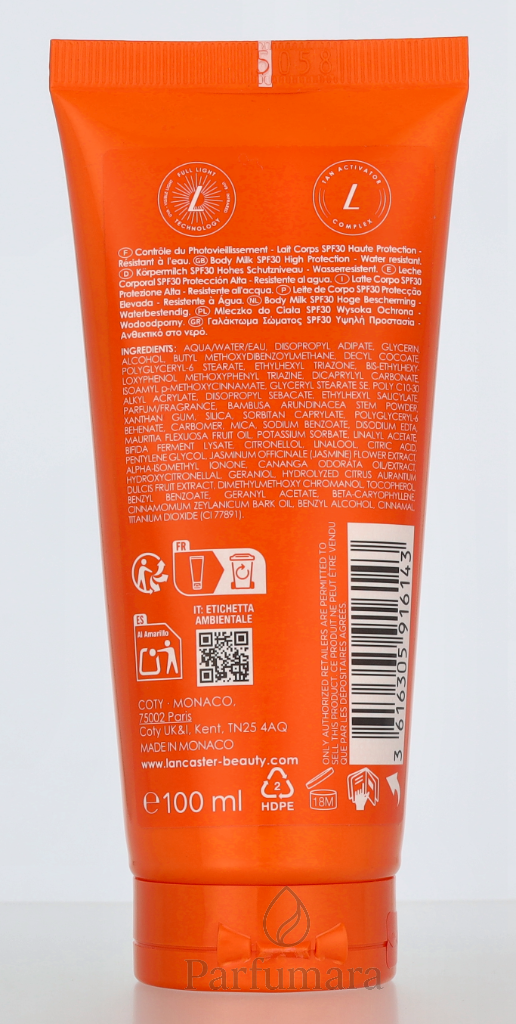 FULL LIGHT
TECHNOLOGY
TAN ACTIVATOR
COMPLEX
F Contrôle du Photovieillissement - Lait Corps SPF30 Haute Protection -
Résistant à l'eau. GB Body Milk SPF30 High Protection - Water resistant.
D Körpermilch SPF30 Hohes Schutzniveau - Wasserresistent. E Leche
Corporal SPF30 Protección Alta - Resistente al agua. I Latte Corpo SPF30
Protezione Alta - Resistente all'acqua. P Leite de Corpo SPF30 Protecção
Elevada - Resistente à Água. NL Body Milk SPF30 Hoge Bescherming -
Waterbestendig. PL Mleczko do Ciała SPF30 Wysoka Ochrona -
Wodoodporny. GR Γαλάκτωμα Σώματος SPF30 Υψηλή Προστασία -
Ανθεκτικό στο νερό.
INGREDIENTS: AQUA/WATER/EAU, DIISOPROPYL ADIPATE, GLYCERIN,
ALCOHOL, BUTYL METHOXYDIBENZOYLMETHANE, DECYL COCOATE,
POLYGLYCERYL-6 STEARATE, ETHYLHEXYL TRIAZONE, BIS-ETHYLHEXY-
LOXYPHENOL METHOXYPHENYL TRIAZINE, DICAPRYLYL CARBONATE,
ISOAMYL p-METHOXYCINNAMATE, GLYCERYL STEARATE SE, POLY C10-30
ALKYL ACRYLATE, DIISOPROPYL SEBACATE, ETHYLHEXYL SALICYLATE,
PARFUM/FRAGRANCE, BAMBUSA ARUNDINACEA STEM POWDER,
XANTHAN GUM, SILICA, SORBITAN CAPRYLATE, POLYGLYCERYL-6
BEHENATE, CARBOMER, MICA, SODIUM BENZOATE, DISODIUM EDTA,
MAURITIA FLEXUOSA FRUIT OIL, POTASSIUM SORBATE, LINALYL ACETATE,
BIFIDA FERMENT LYSATE, CITRONELLOL, LINALOOL, CITRIC ACID,
PENTYLENE GLYCOL, JASMINUM OFFICINALE (JASMINE) FLOWER EXTRACT,
ALPHA-ISOMETHYL IONONE, CANANGA ODORATA OIL/EXTRACT,
HYDROXYCITRONELLAL, GERANIOL, HYDROLYZED CITRUS AURANTIUM
DULCIS FRUIT EXTRACT, DIMETHYLMETHOXY CHROMANOL, TOCOPHEROL,
BENZYL BENZOATE, GERANYL ACETATE, BETA-CARYOPHYLLENE,
CINNAMOMUM ZEYLANICUM BARK OIL, BENZYL ALCOHOL, CINNAMAL,
TITANIUM DIOXIDE (CI 77891).
FR
IT: ETICHETTA
AMBIENTALE
ES
Al Amarillo
COTY · MONACO,
75002 Paris
Coty UK&I, Kent, TN25 4AQ
MADE IN MONACO
www.lancaster-beauty.com
e100 ml
2
HDPE
18M
ONLY AUTHORIZED RETAILERS ARE PERMITTED TO
SELL THIS PRODUCT. CE PRODUIT NE PEUT ÊTRE VENDU
QUE PAR LES DÉPOSITAIRES AGRÉÉS
3 616305 916143
Parfumara